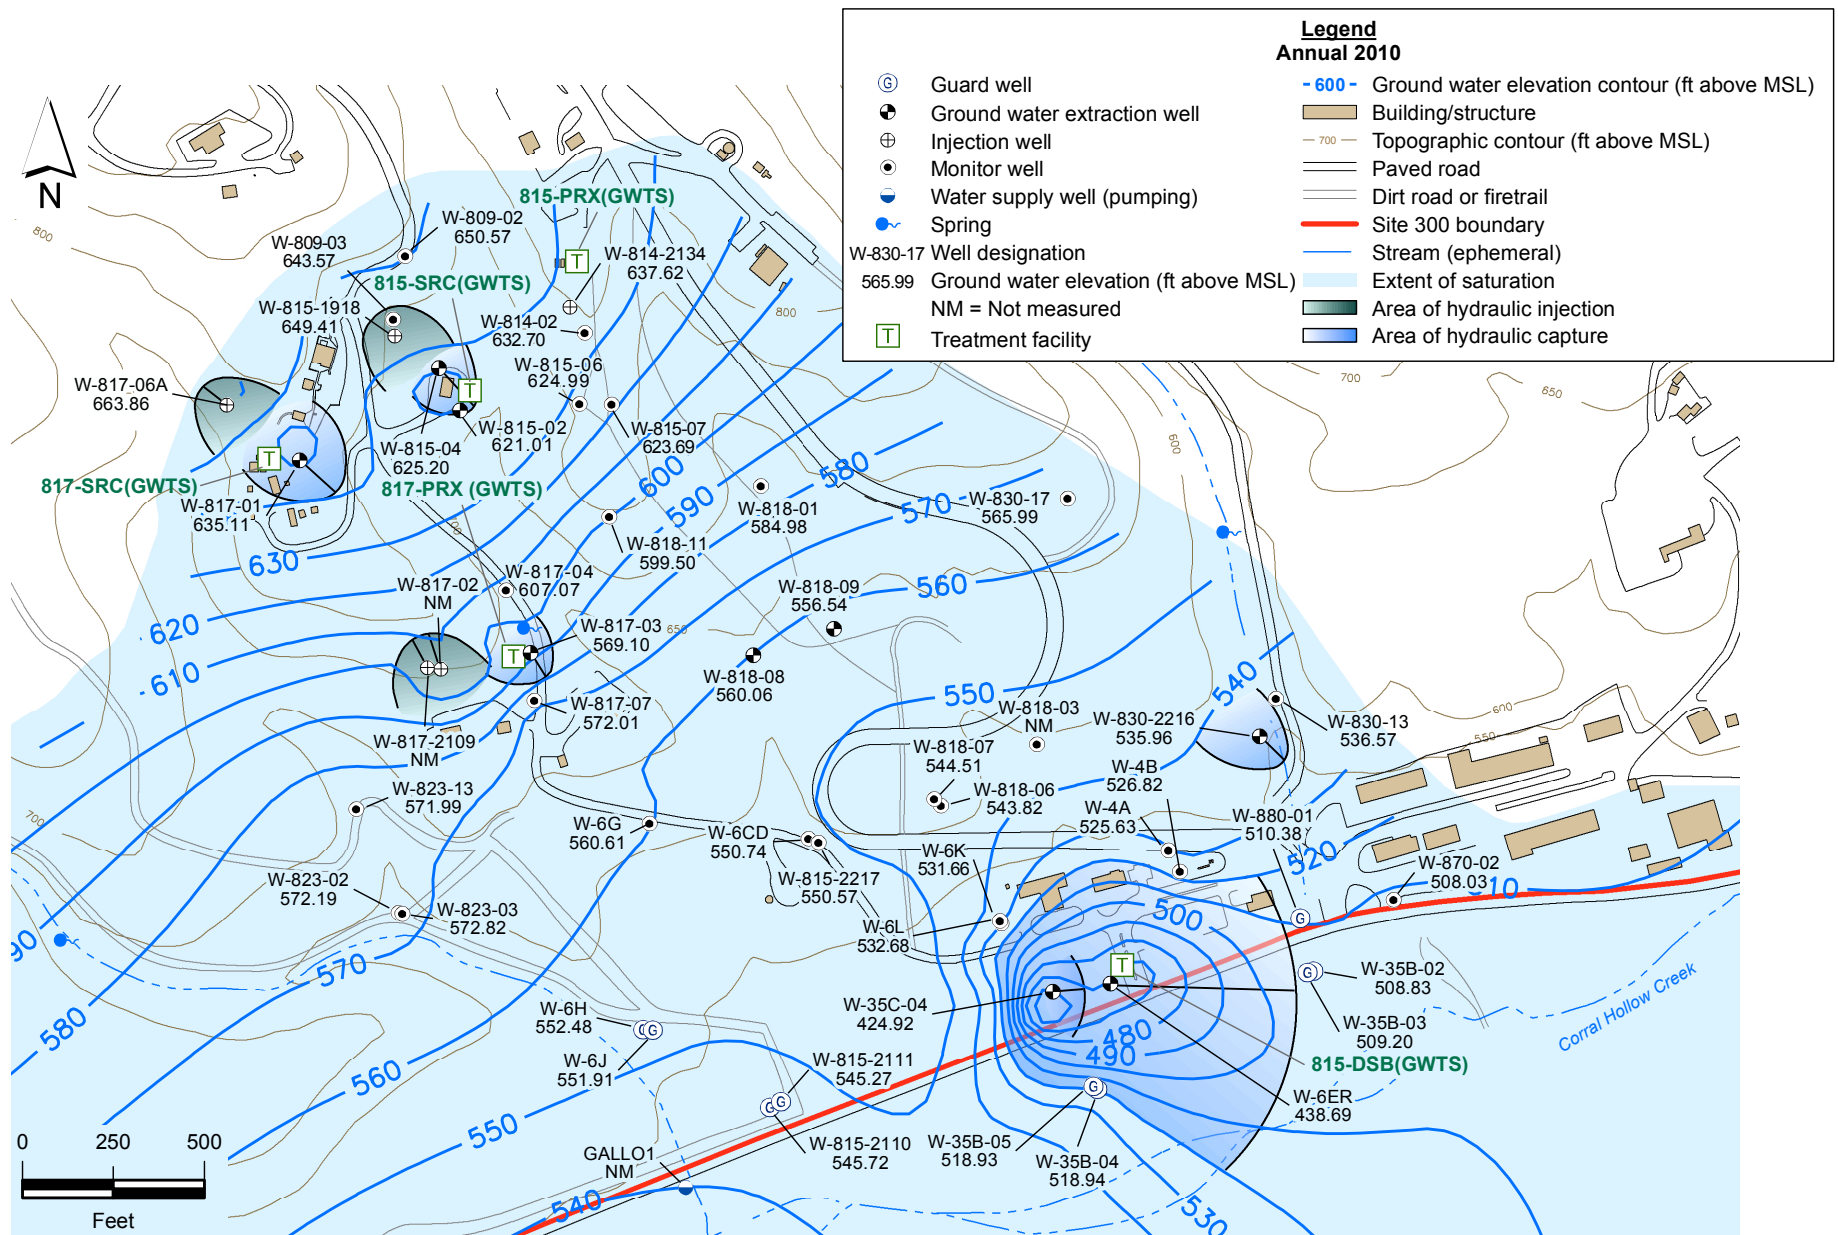 Legend
Annual 2010
Guard well
Ground water extraction well
Injection well
Monitor well
Water supply well (pumping)
Spring
W-830-17 Well designation
565.99 Ground water elevation (ft above MSL)
NM = Not measured
T Treatment facility
- 600 - Ground water elevation contour (ft above MSL)
Building/structure
700 Topographic contour (ft above MSL)
Paved road
Dirt road or firetrail
Site 300 boundary
Stream (ephemeral)
Extent of saturation
Area of hydraulic injection
Area of hydraulic capture
G
N
800
815-PRX(GWTS)
W-809-02
650.57
W-809-03
643.57
T
W-814-2134
637.62
815-SRC(GWTS)
W-815-1918
649.41
W-814-02
632.70
800
W-815-06
624.99
W-817-06A
663.86
T
700
650
W-815-02
621.01
W-815-07
623.69
W-815-04
625.20
600
T
817-SRC(GWTS)
817-PRX (GWTS)
600
580
590
570
W-817-01
635.11
W-818-01
584.98
W-830-17
565.99
700
630
W-818-11
599.50
W-817-04
607.07
W-817-02
NM
560
W-818-09
556.54
620
W-817-03
569.10
650
T
610
W-818-08
560.06
550
540
W-817-07
572.01
W-818-03
NM
W-830-2216
535.96
W-830-13
536.57
600
550
W-817-2109
NM
W-818-07
544.51
W-4B
526.82
W-823-13
571.99
W-818-06
543.82
W-4A
525.63
W-880-01
510.38
700
W-6G
560.61
W-6CD
550.74
W-6K
531.66
520
W-870-02
508.03
510
W-815-2217
550.57
W-823-02
572.19
W-823-03
572.82
500
W-6L
532.68
G
90
570
T
G
W-35B-02
508.83
W-35C-04
424.92
W-6H
552.48
G
580
480
490
W-35B-03
509.20
Corral Hollow Creek
W-6J
551.91
W-815-2111
545.27
815-DSB(GWTS)
560
G
G
W-6ER
438.69
550
W-815-2110
545.72
W-35B-05
518.93
W-35B-04
518.94
GALLO1
NM
540
530
0 250 500
Feet